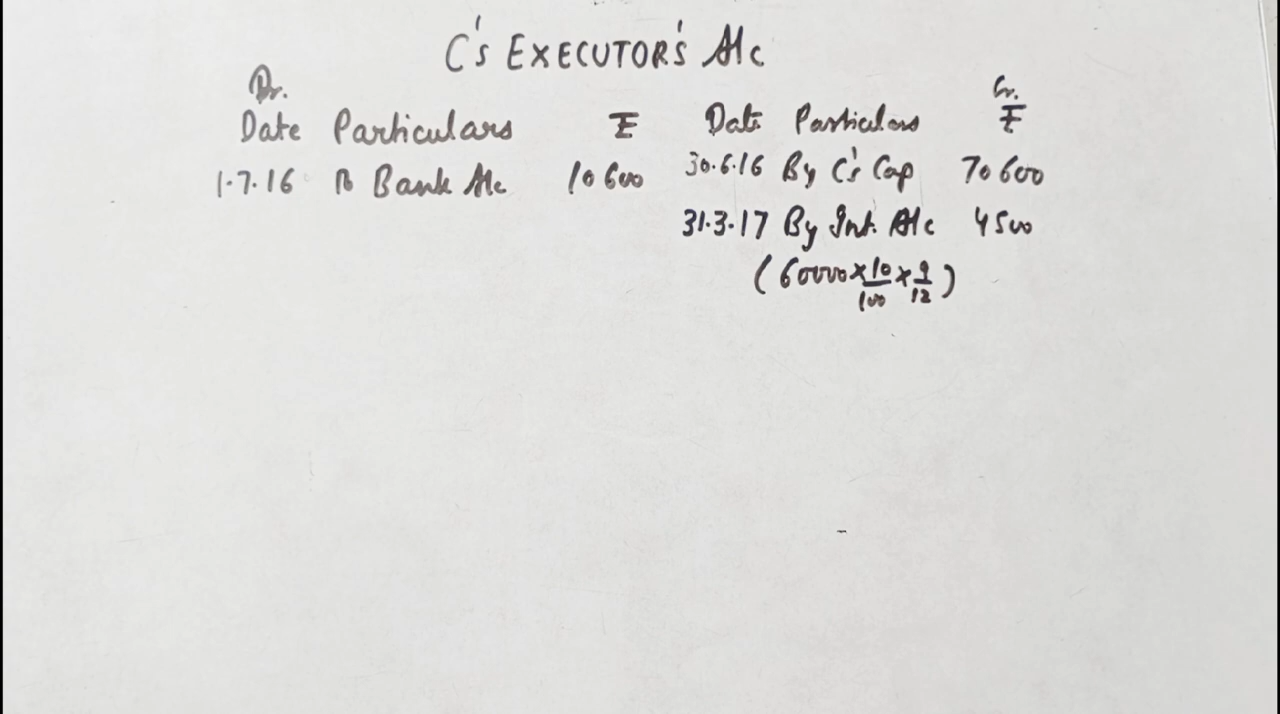 C's EXECUTOR'S A/c
Dr. Cr.
Date Particulars ₹ Date Particulars ₹
1.7.16 To Bank A/c 10600 30.6.16 By C's Cap 70600
31.3.17 By Int. A/c 4500
(60000×10/100×9/12)